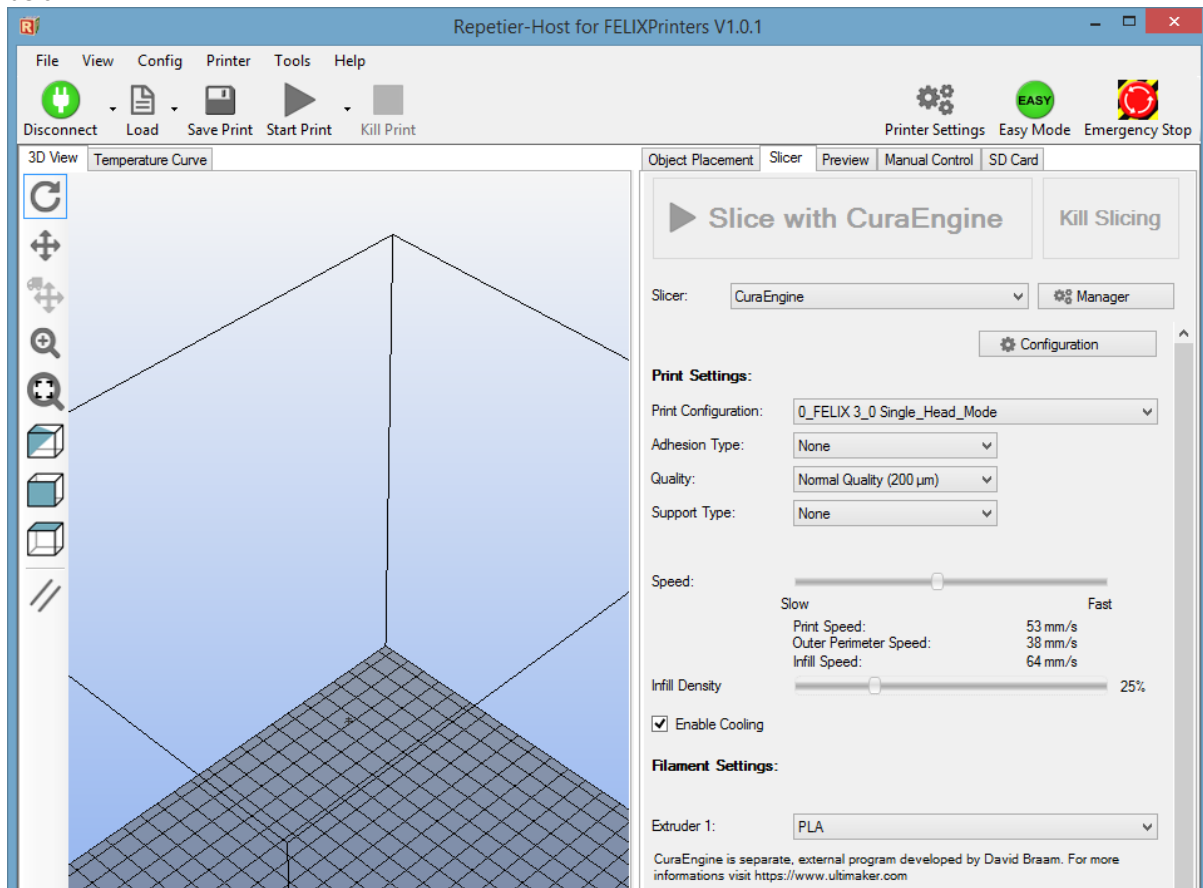 Repetier-Host for FELIXPrinters V1.0.1
File View Config Printer Tools Help
Disconnect Load Save Print Start Print Kill Print Printer Settings EASY Easy Mode Emergency Stop
3D View Temperature Curve
Object Placement Slicer Preview Manual Control SD Card
Slice with CuraEngine Kill Slicing
Slicer: CuraEngine Manager
Configuration
Print Settings:
Print Configuration: 0_FELIX 3_0 Single_Head_Mode
Adhesion Type: None
Quality: Normal Quality (200 µm)
Support Type: None
Speed:
Slow Fast
Print Speed: 53 mm/s
Outer Perimeter Speed: 38 mm/s
Infill Speed: 64 mm/s
Infill Density 25%
Enable Cooling
Filament Settings:
Extruder 1: PLA
CuraEngine is separate, external program developed by David Braam. For more
informations visit https://www.ultimaker.com